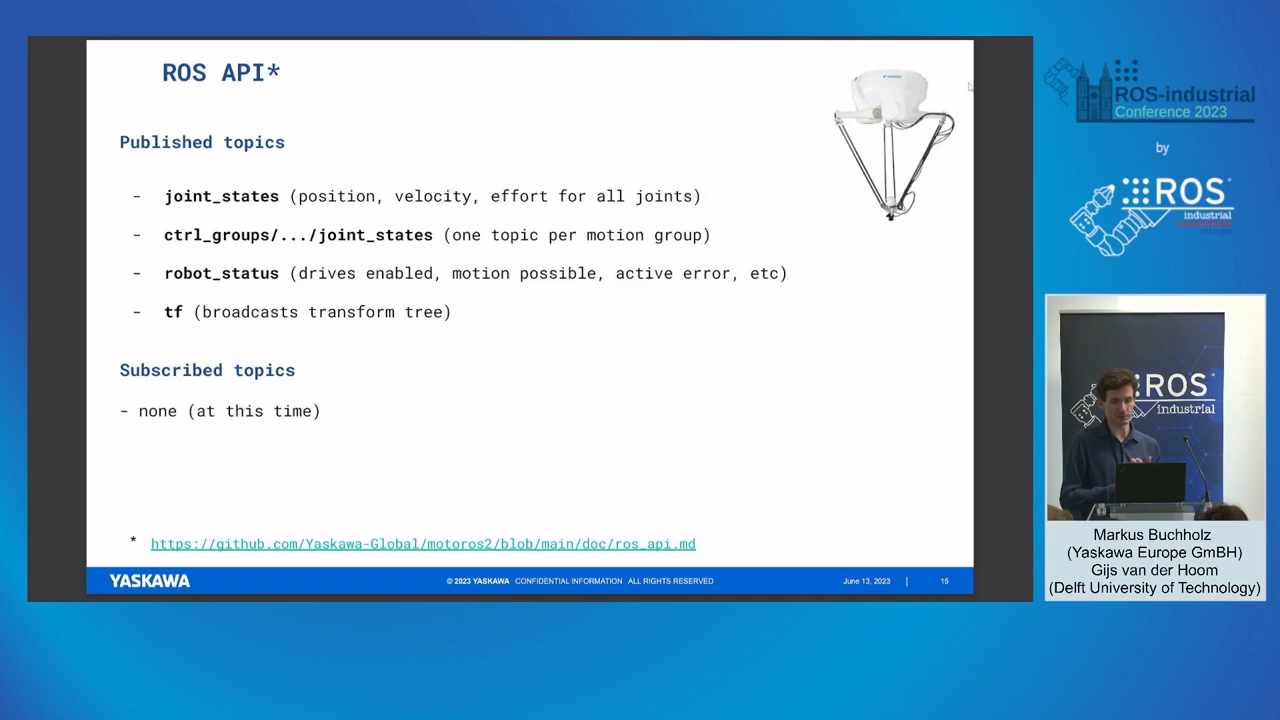 ROS API*
Published topics
- joint_states (position, velocity, effort for all joints)
- ctrl_groups/.../joint_states (one topic per motion group)
- robot_status (drives enabled, motion possible, active error, etc)
- tf (broadcasts transform tree)
Subscribed topics
- none (at this time)
* https://github.com/Yaskawa-Global/motoros2/blob/main/doc/ros_api.md
YASKAWA
© 2023 YASKAWA CONFIDENTIAL INFORMATION ALL RIGHTS RESERVED
June 13, 2023 | 15
ROS-industrial
Conference 2023
by
ROS
industrial
consortium
europe
ROS
industrial
Markus Buchholz
(Yaskawa Europe GmBH)
Gijs van der Hoorn
(Delft University of Technology)